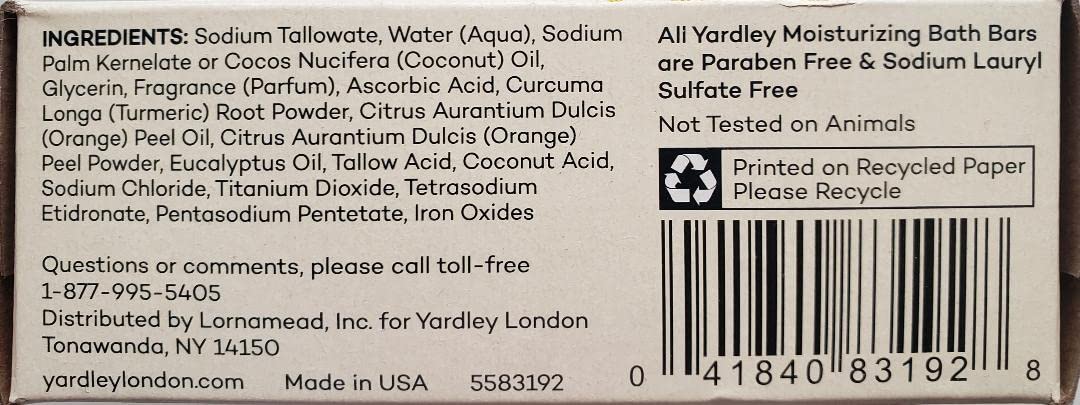 INGREDIENTS: Sodium Tallowate, Water (Aqua), Sodium
Palm Kernelate or Cocos Nucifera (Coconut) Oil,
Glycerin, Fragrance (Parfum), Ascorbic Acid, Curcuma
Longa (Turmeric) Root Powder, Citrus Aurantium Dulcis
(Orange) Peel Oil, Citrus Aurantium Dulcis (Orange)
Peel Powder, Eucalyptus Oil, Tallow Acid, Coconut Acid,
Sodium Chloride, Titanium Dioxide, Tetrasodium
Etidronate, Pentasodium Pentetate, Iron Oxides
Questions or comments, please call toll-free
1-877-995-5405
Distributed by Lornamead, Inc. for Yardley London
Tonawanda, NY 14150
yardleylondon.com Made in USA 5583192
All Yardley Moisturizing Bath Bars
are Paraben Free & Sodium Lauryl
Sulfate Free
Not Tested on Animals
Printed on Recycled Paper
Please Recycle
0 41840 83192 8